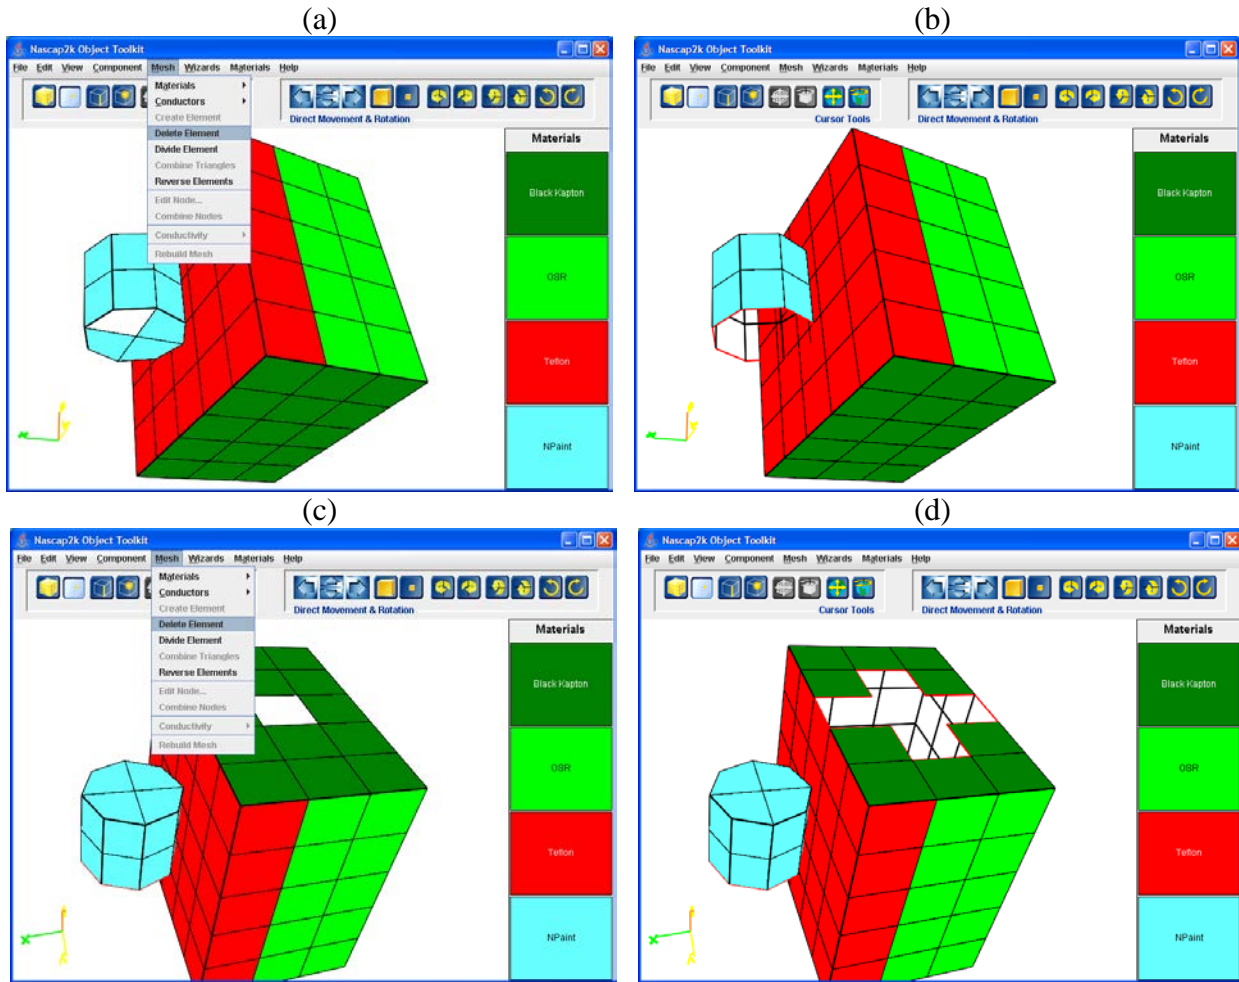 (a)
Nascap2k Object Toolkit
File Edit View Component Mesh Wizards Materials Help
Materials
Conductors
Create Element
Delete Element
Divide Element
Combine Triangles
Reverse Elements
Edit Node...
Combine Nodes
Conductivity
Rebuild Mesh
Direct Movement & Rotation
Materials
Black Kapton
OSR
Teflon
NPaint
(b)
Nascap2k Object Toolkit
File Edit View Component Mesh Wizards Materials Help
Cursor Tools
Direct Movement & Rotation
Materials
Black Kapton
OSR
Teflon
NPaint
(c)
Nascap2k Object Toolkit
File Edit View Component Mesh Wizards Materials Help
Materials
Conductors
Create Element
Delete Element
Divide Element
Combine Triangles
Reverse Elements
Edit Node...
Combine Nodes
Conductivity
Rebuild Mesh
Direct Movement & Rotation
Materials
Black Kapton
OSR
Teflon
NPaint
(d)
Nascap2k Object Toolkit
File Edit View Component Mesh Wizards Materials Help
Cursor Tools
Direct Movement & Rotation
Materials
Black Kapton
OSR
Teflon
NPaint